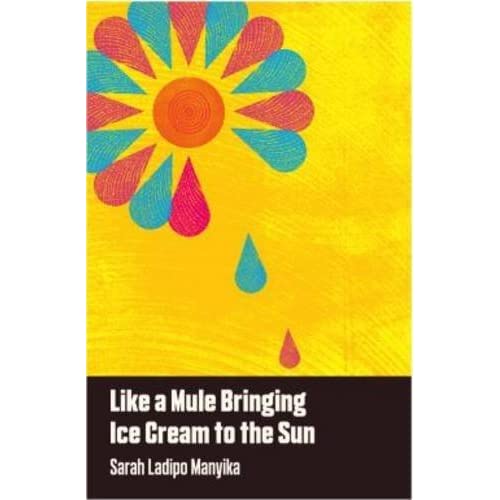 Like a Mule Bringing
Ice Cream to the Sun
Sarah Ladipo Manyika